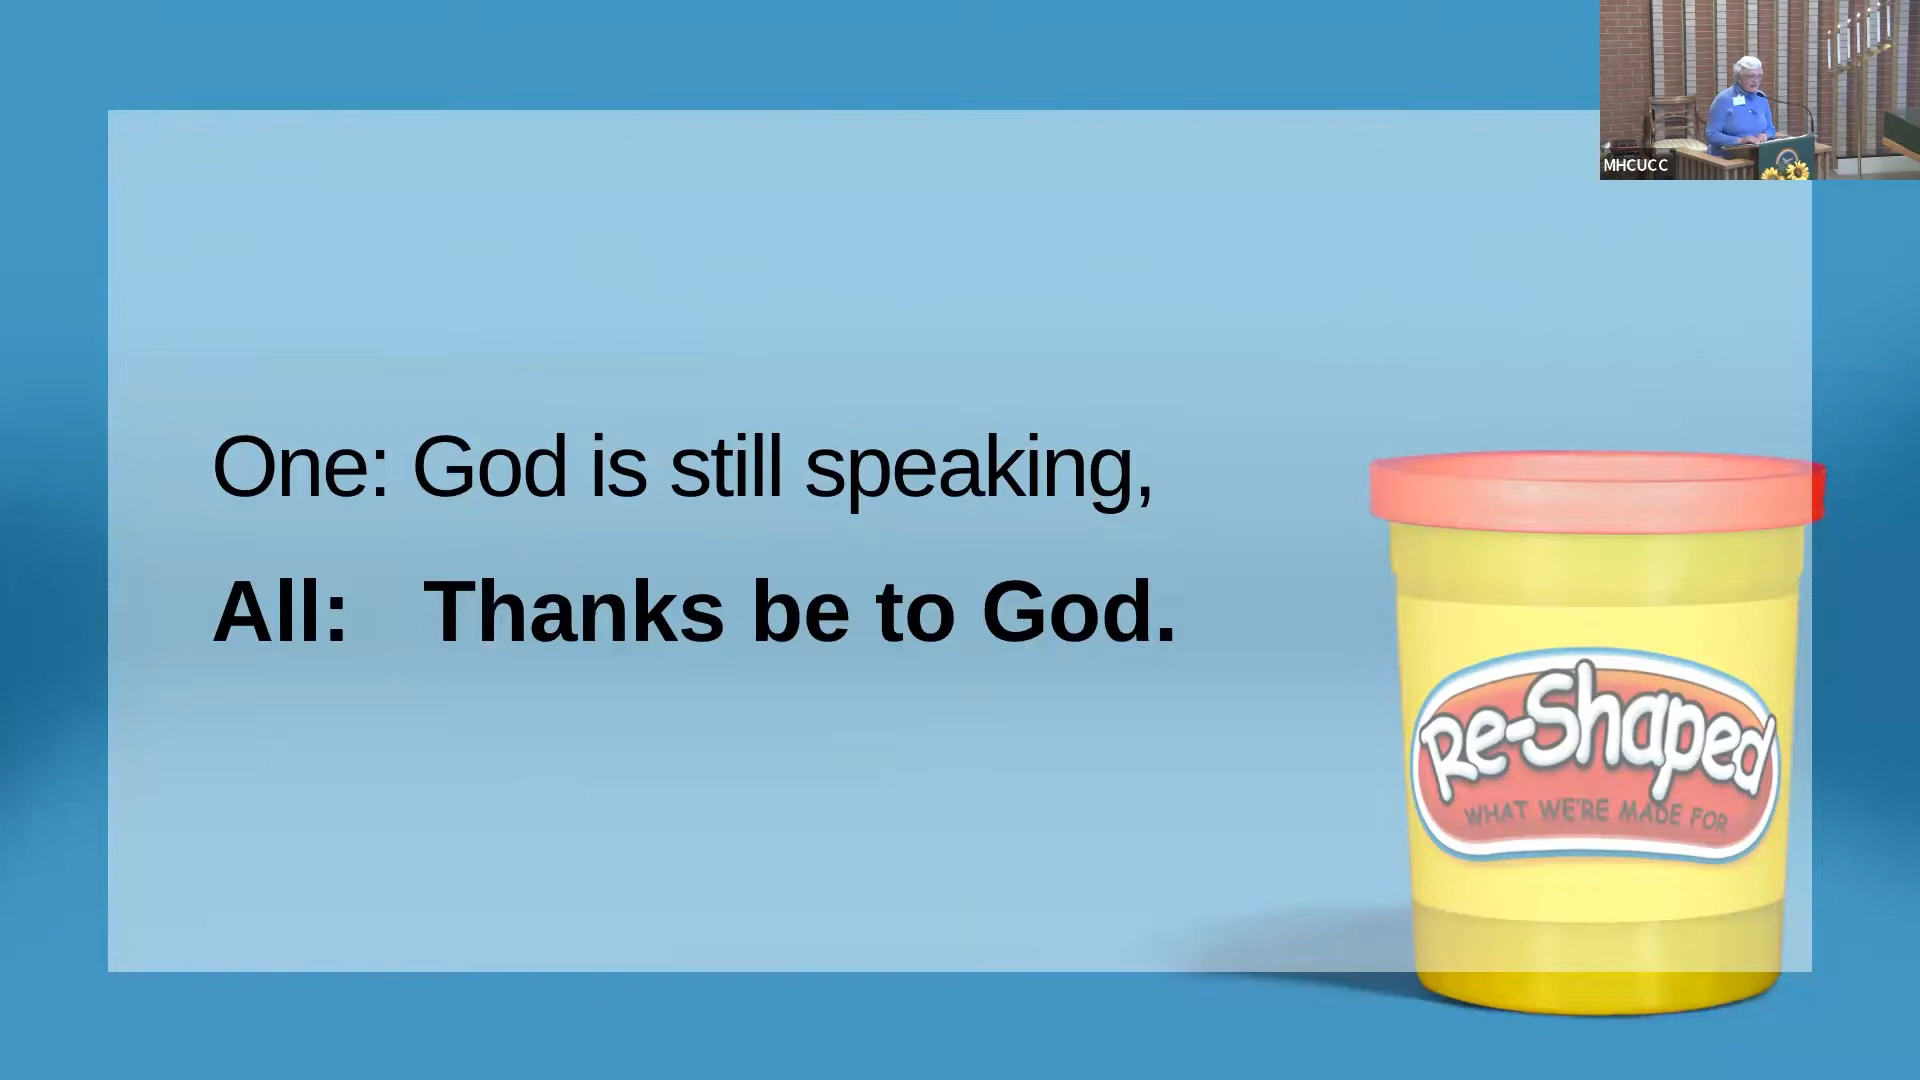 MHCUCC
One: God is still speaking,
All: Thanks be to God.
Re-Shaped
WHAT WE'RE MADE FOR